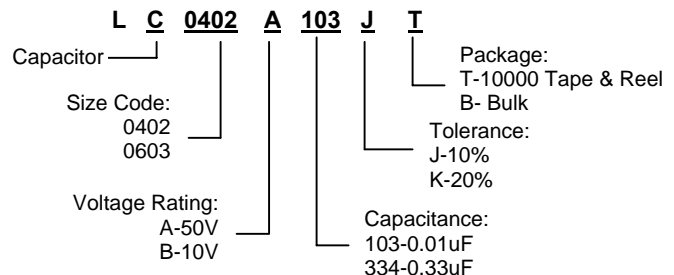 L C 0402 A 103 J T
Capacitor
Size Code:
0402
0603
Voltage Rating:
A-50V
B-10V
Package:
T-10000 Tape & Reel
B- Bulk
Tolerance:
J-10%
K-20%
Capacitance:
103-0.01uF
334-0.33uF